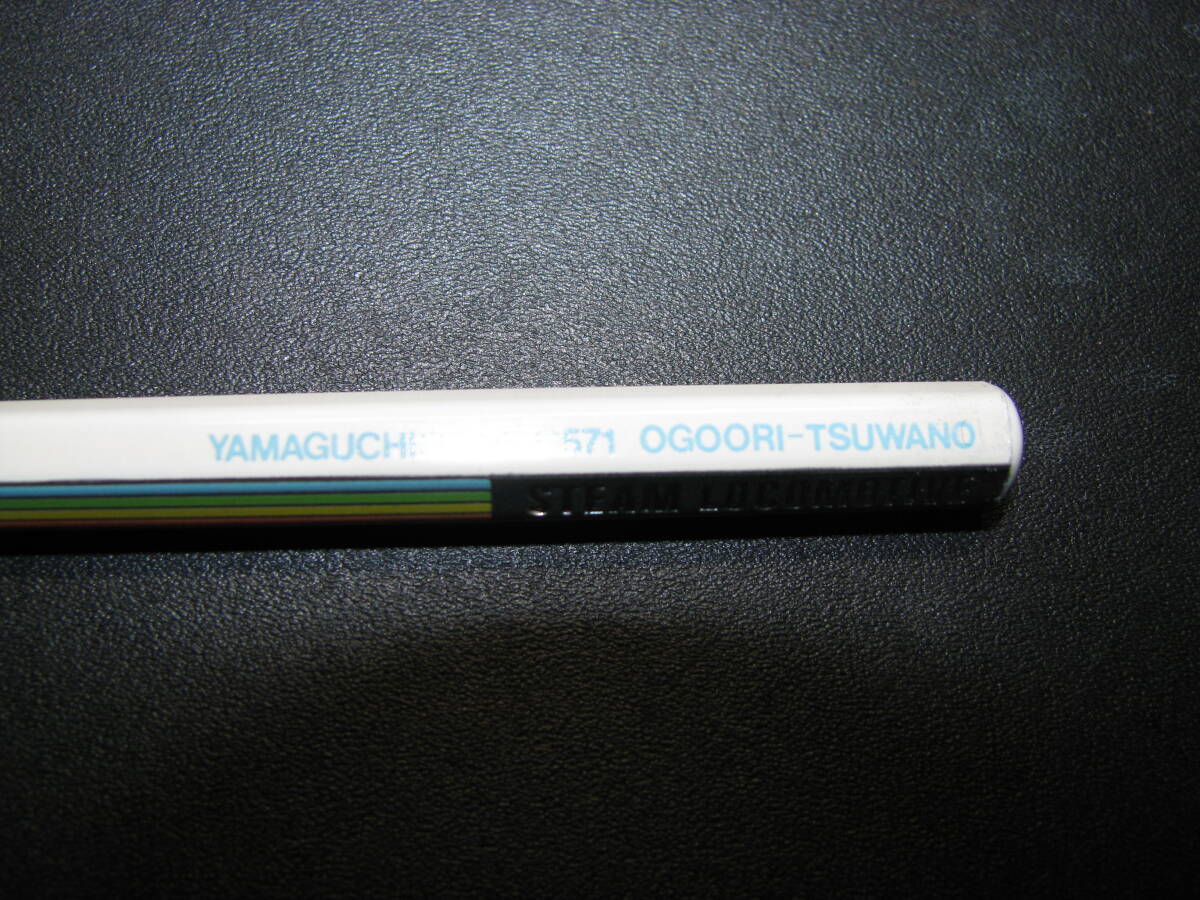 YAMAGUCHI 571 OGOORI-TSUWANO
STEAM LOCOMOTIVE